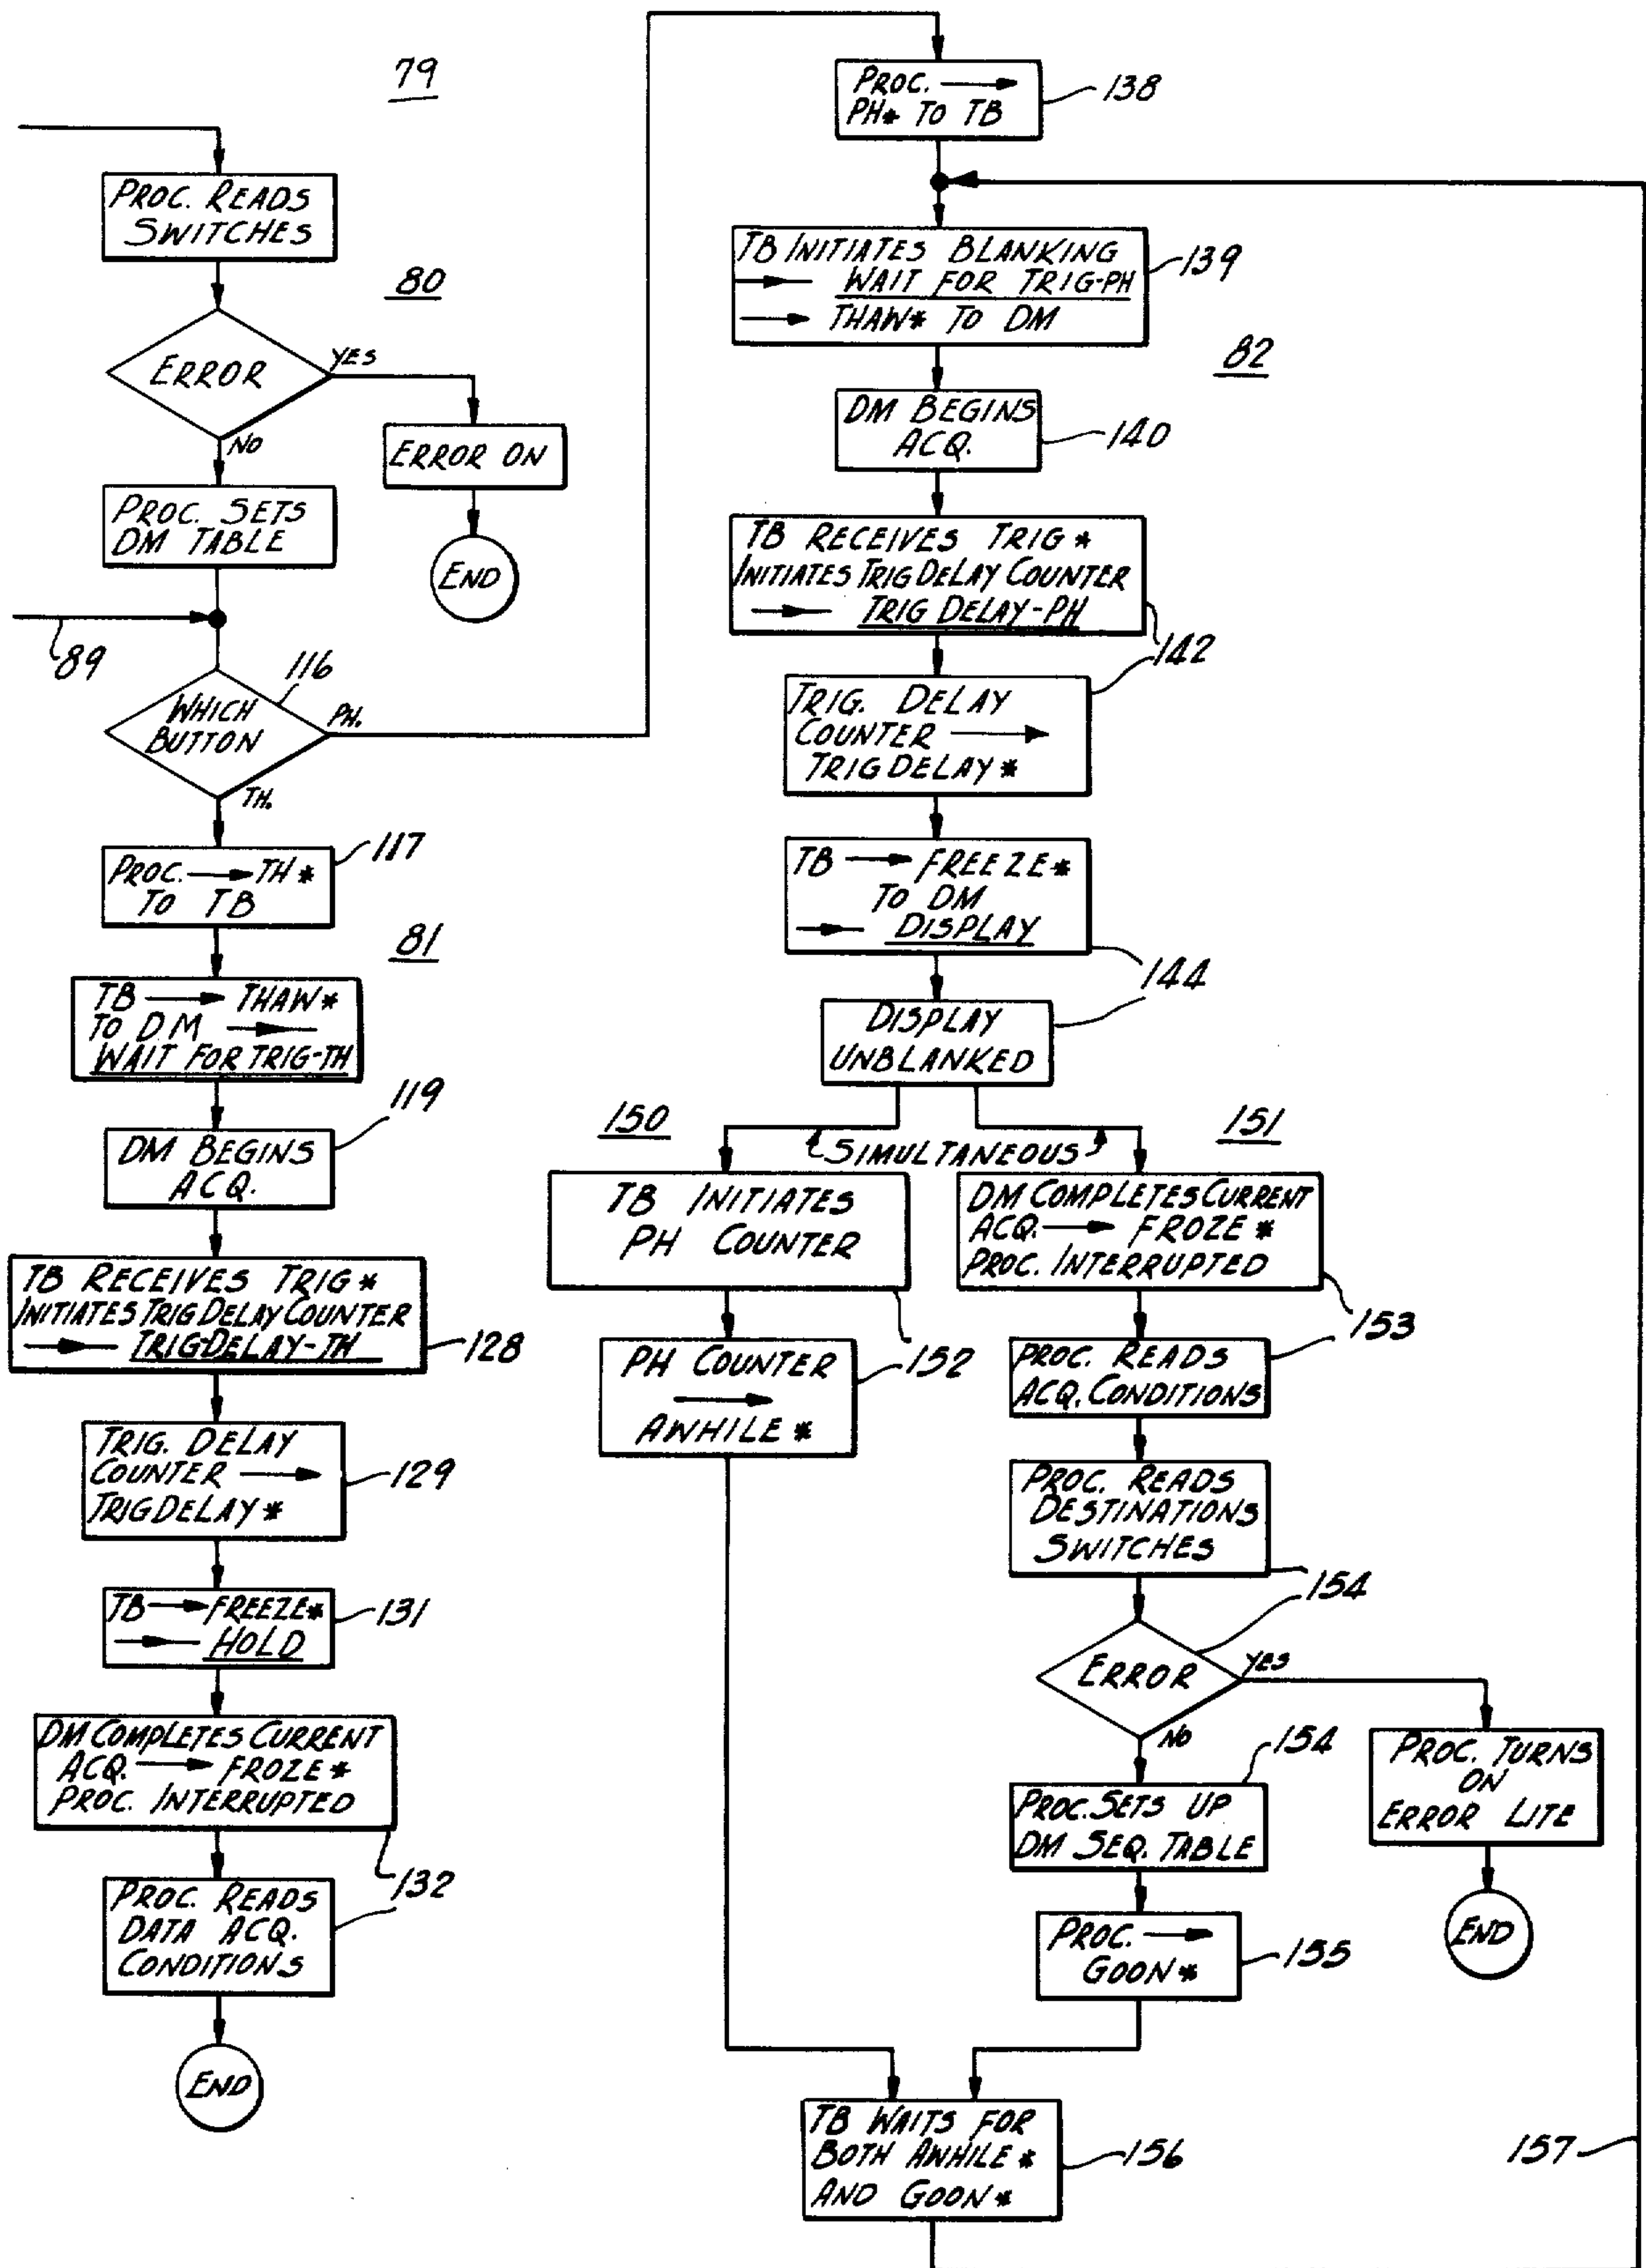 79
PROC. READS
SWITCHES
80
ERROR
YES
NO
ERROR ON
END
PROC. SETS
DM TABLE
89
116
WHICH
BUTTON
PH.
TH.
117
PROC. → TH*
TO TB
81
TB → THAW*
TO DM →
WAIT FOR TRIG-TH
119
DM BEGINS
ACQ.
TB RECEIVES TRIG*
INITIATES TRIG DELAY COUNTER
→ TRIG DELAY-TH
128
TRIG. DELAY
COUNTER →
TRIG DELAY*
129
TB → FREEZE*
→ HOLD
131
DM COMPLETES CURRENT
ACQ. → FROZE*
PROC. INTERRUPTED
132
PROC. READS
DATA ACQ.
CONDITIONS
END
PROC. →
PH* TO TB
138
TB INITIATES BLANKING
→ WAIT FOR TRIG-PH
→ THAW* TO DM
139
82
DM BEGINS
ACQ.
140
TB RECEIVES TRIG*
INITIATES TRIG DELAY COUNTER
→ TRIG DELAY-PH
142
TRIG. DELAY
COUNTER →
TRIG DELAY*
TB → FREEZE*
TO DM
→ DISPLAY
144
DISPLAY
UNBLANKED
150
SIMULTANEOUS
151
TB INITIATES
PH COUNTER
PH COUNTER
→
AWHILE*
152
DM COMPLETES CURRENT
ACQ. → FROZE*
PROC. INTERRUPTED
153
PROC. READS
ACQ. CONDITIONS
PROC. READS
DESTINATIONS
SWITCHES
154
ERROR
YES
NO
PROC. TURNS
ON
ERROR LITE
END
154
PROC. SETS UP
DM SEQ. TABLE
PROC. →
GOON*
155
TB WAITS FOR
BOTH AWHILE*
AND GOON*
156
157